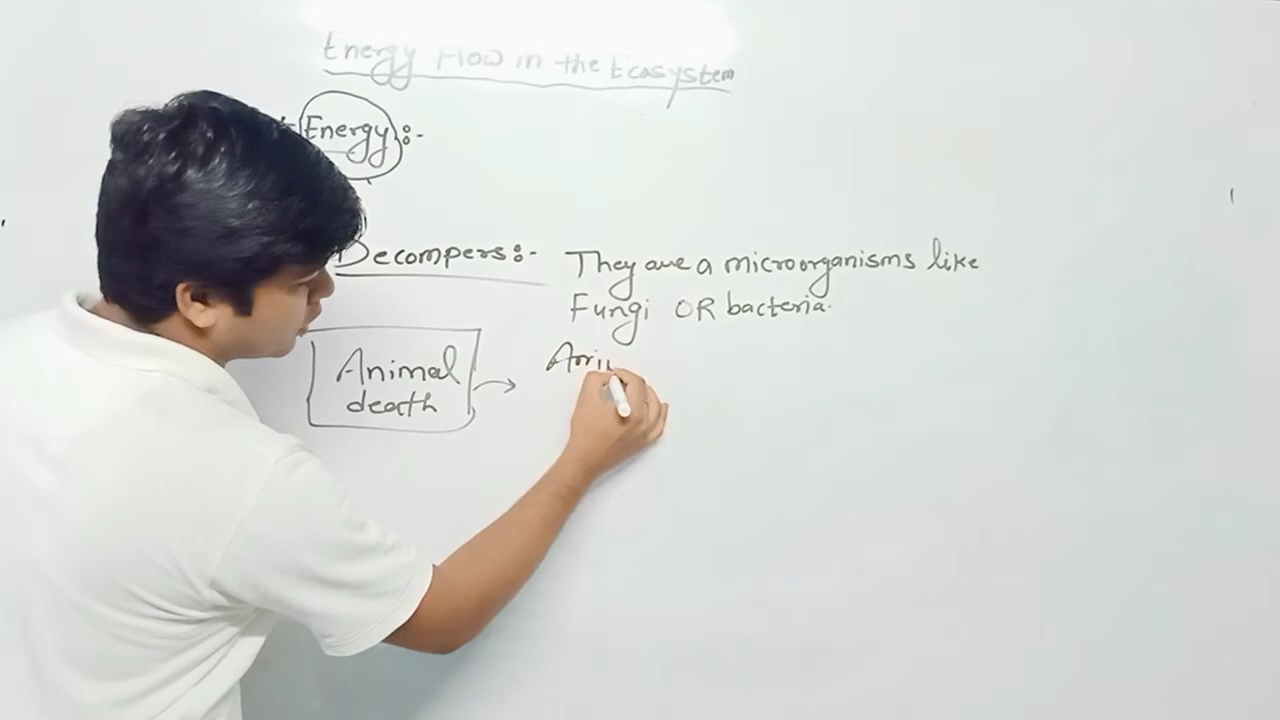 Energy Flow in the Ecosystem
Energy:-
Decompers:- They are a microorganisms like
Fungi OR bacteria.
Animal
death →